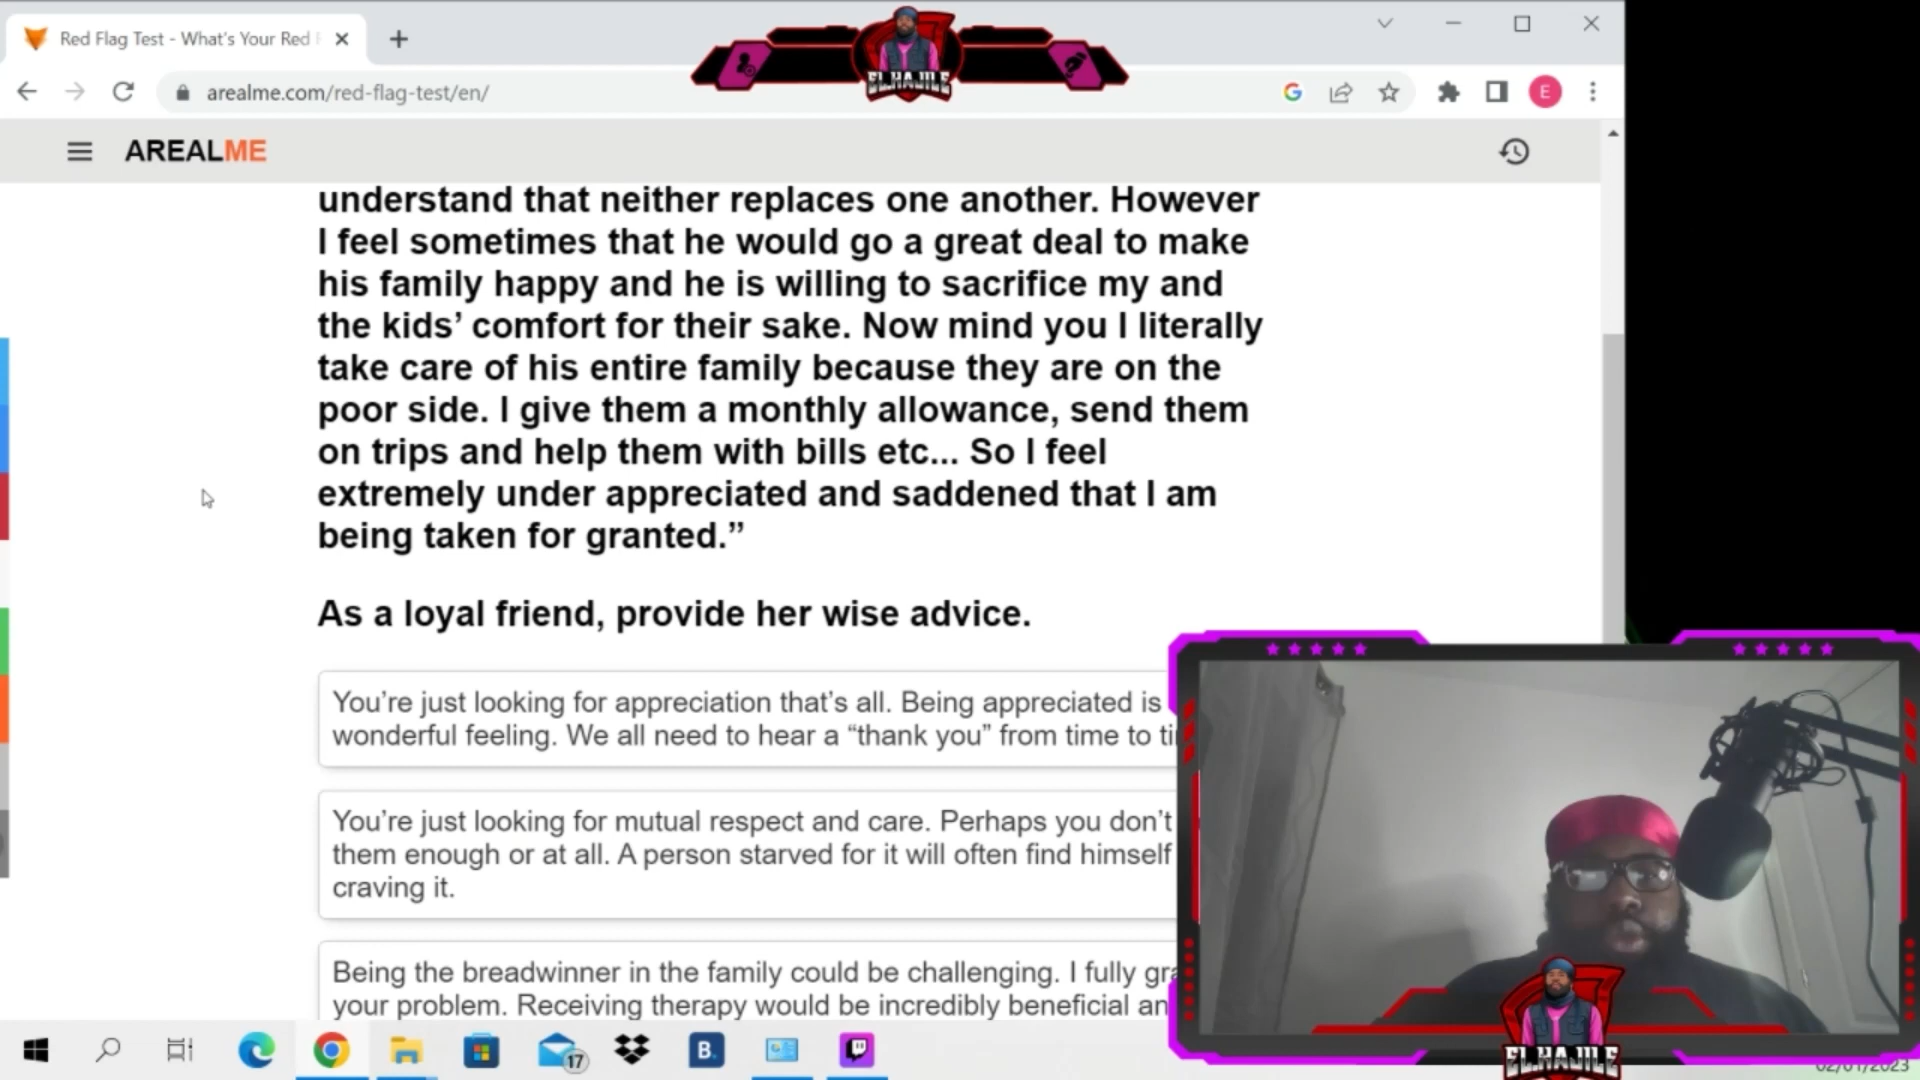 Red Flag Test - What's Your Red
arealme.com/red-flag-test/en/
E
EL.HAJILE
AREALME
understand that neither replaces one another. However
I feel sometimes that he would go a great deal to make
his family happy and he is willing to sacrifice my and
the kids’ comfort for their sake. Now mind you I literally
take care of his entire family because they are on the
poor side. I give them a monthly allowance, send them
on trips and help them with bills etc... So I feel
extremely under appreciated and saddened that I am
being taken for granted.”
As a loyal friend, provide her wise advice.
You’re just looking for appreciation that’s all. Being appreciated is
wonderful feeling. We all need to hear a “thank you” from time to
You’re just looking for mutual respect and care. Perhaps you don’t
them enough or at all. A person starved for it will often find himself
craving it.
Being the breadwinner in the family could be challenging. I fully
your problem. Receiving therapy would be incredibly beneficial
EL.HAJILE
17
B.
02/01/2023